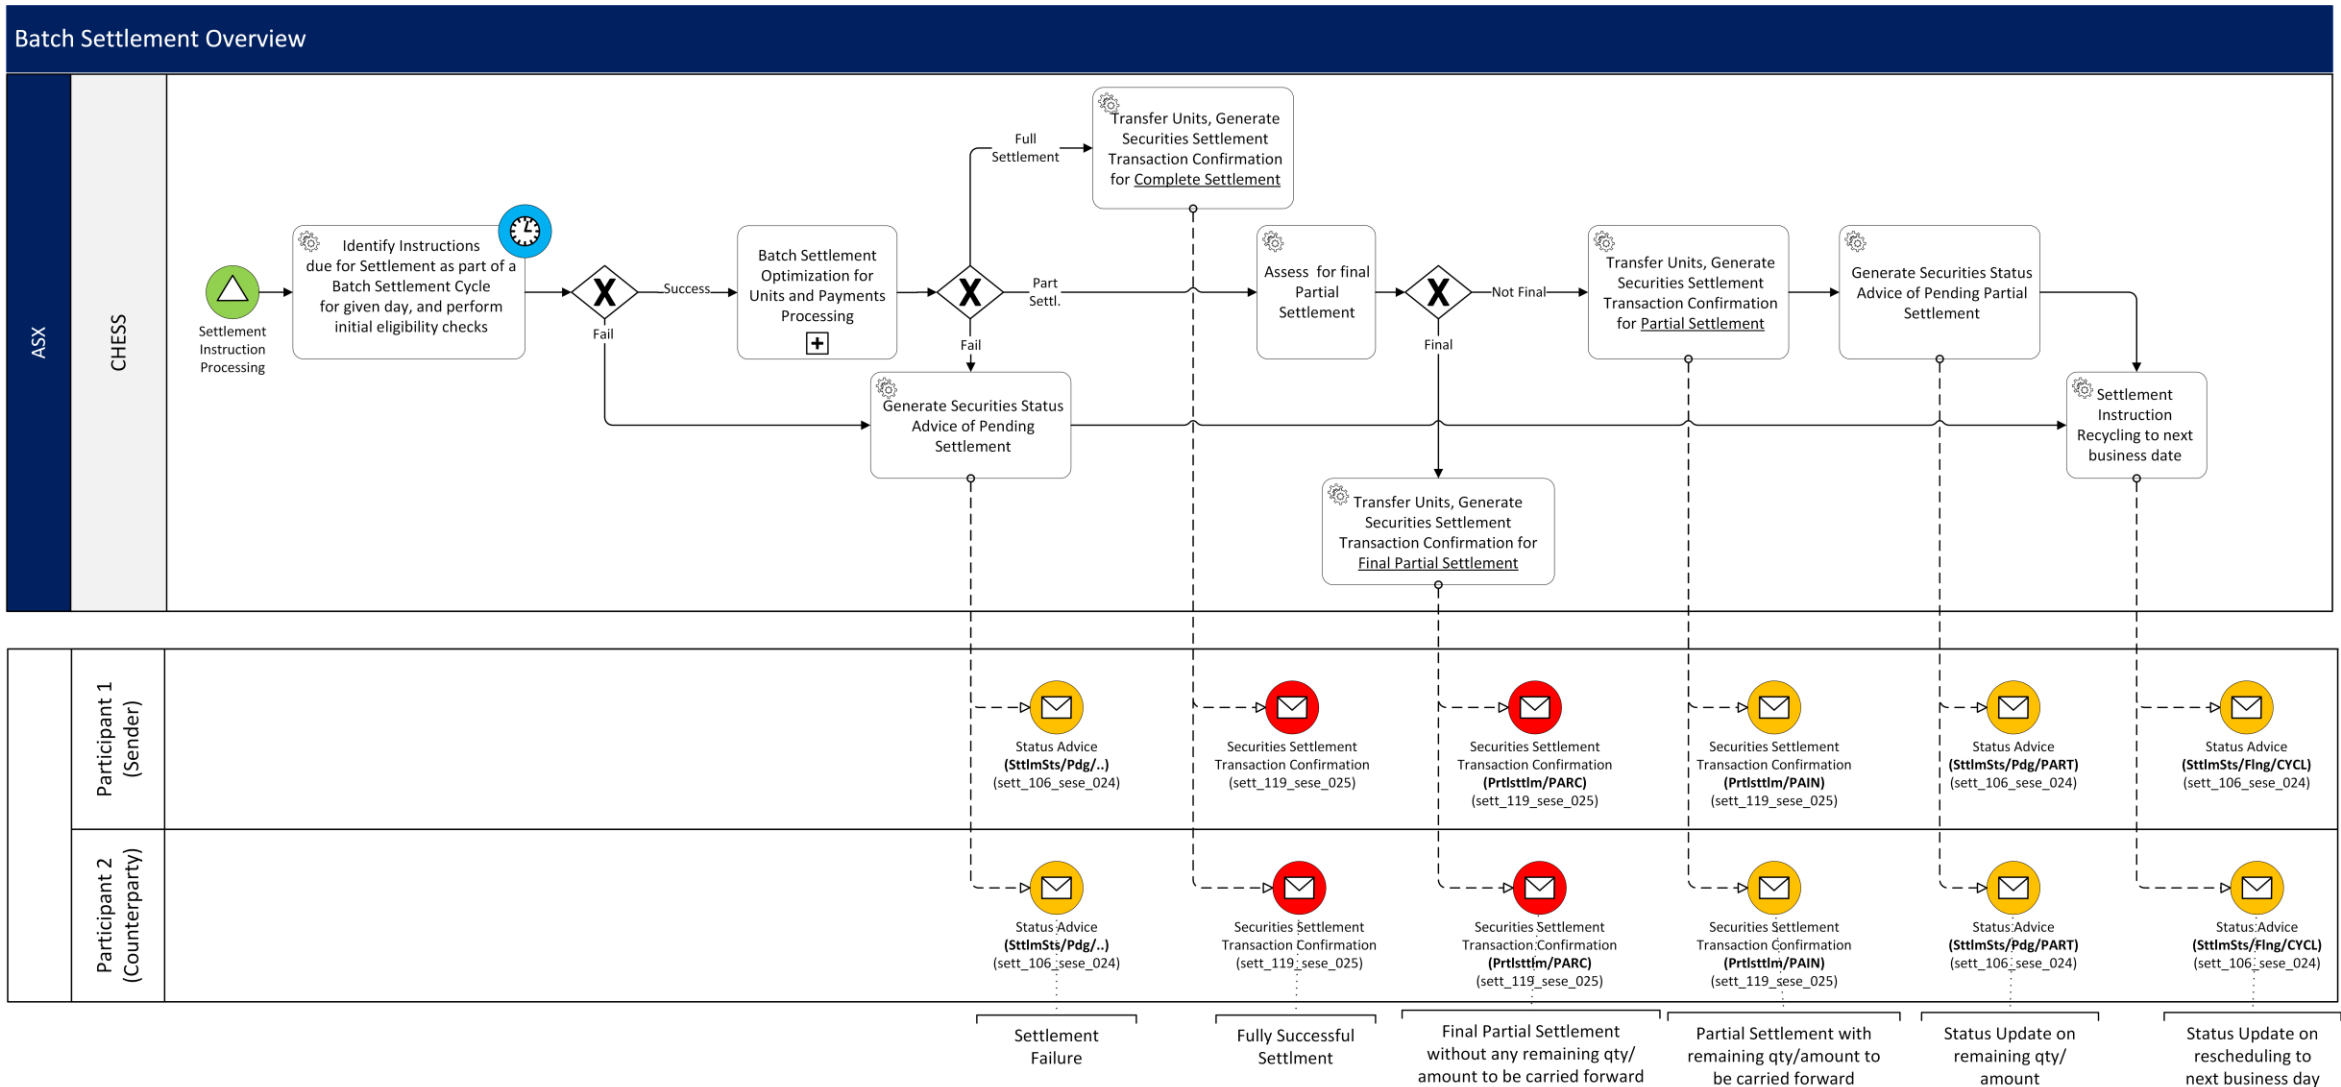 Batch Settlement Overview
ASX
CHESS
Settlement
Instruction
Processing
Identify Instructions
due for Settlement as part of a
Batch Settlement Cycle
for given day, and perform
initial eligibility checks
Success
Fail
Batch Settlement
Optimization for
Units and Payments
Processing
Full
Settlement
Part
Settl.
Fail
Transfer Units, Generate
Securities Settlement
Transaction Confirmation
for Complete Settlement
Generate Securities Status
Advice of Pending
Settlement
Assess for final
Partial
Settlement
Not Final
Final
Transfer Units, Generate
Securities Settlement
Transaction Confirmation for
Final Partial Settlement
Transfer Units, Generate
Securities Settlement
Transaction Confirmation
for Partial Settlement
Generate Securities Status
Advice of Pending Partial
Settlement
Settlement
Instruction
Recycling to next
business date
Participant 1
(Sender)
Status Advice
(SttlmSts/Pdg/..)
(sett_106_sese_024)
Securities Settlement
Transaction Confirmation
(sett_119_sese_025)
Securities Settlement
Transaction Confirmation
(Prtlsttlm/PARC)
(sett_119_sese_025)
Securities Settlement
Transaction Confirmation
(Prtlsttlm/PAIN)
(sett_119_sese_025)
Status Advice
(SttlmSts/Pdg/PART)
(sett_106_sese_024)
Status Advice
(SttlmSts/Flng/CYCL)
(sett_106_sese_024)
Participant 2
(Counterparty)
Status Advice
(SttlmSts/Pdg/..)
(sett_106_sese_024)
Securities Settlement
Transaction Confirmation
(sett_119_sese_025)
Securities Settlement
Transaction Confirmation
(Prtlsttlm/PARC)
(sett_119_sese_025)
Securities Settlement
Transaction Confirmation
(Prtlsttlm/PAIN)
(sett_119_sese_025)
Status Advice
(SttlmSts/Pdg/PART)
(sett_106_sese_024)
Status Advice
(SttlmSts/Flng/CYCL)
(sett_106_sese_024)
Settlement
Failure
Fully Successful
Settlment
Final Partial Settlement
without any remaining qty/
amount to be carried forward
Partial Settlement with
remaining qty/amount to
be carried forward
Status Update on
remaining qty/
amount
Status Update on
rescheduling to
next business day